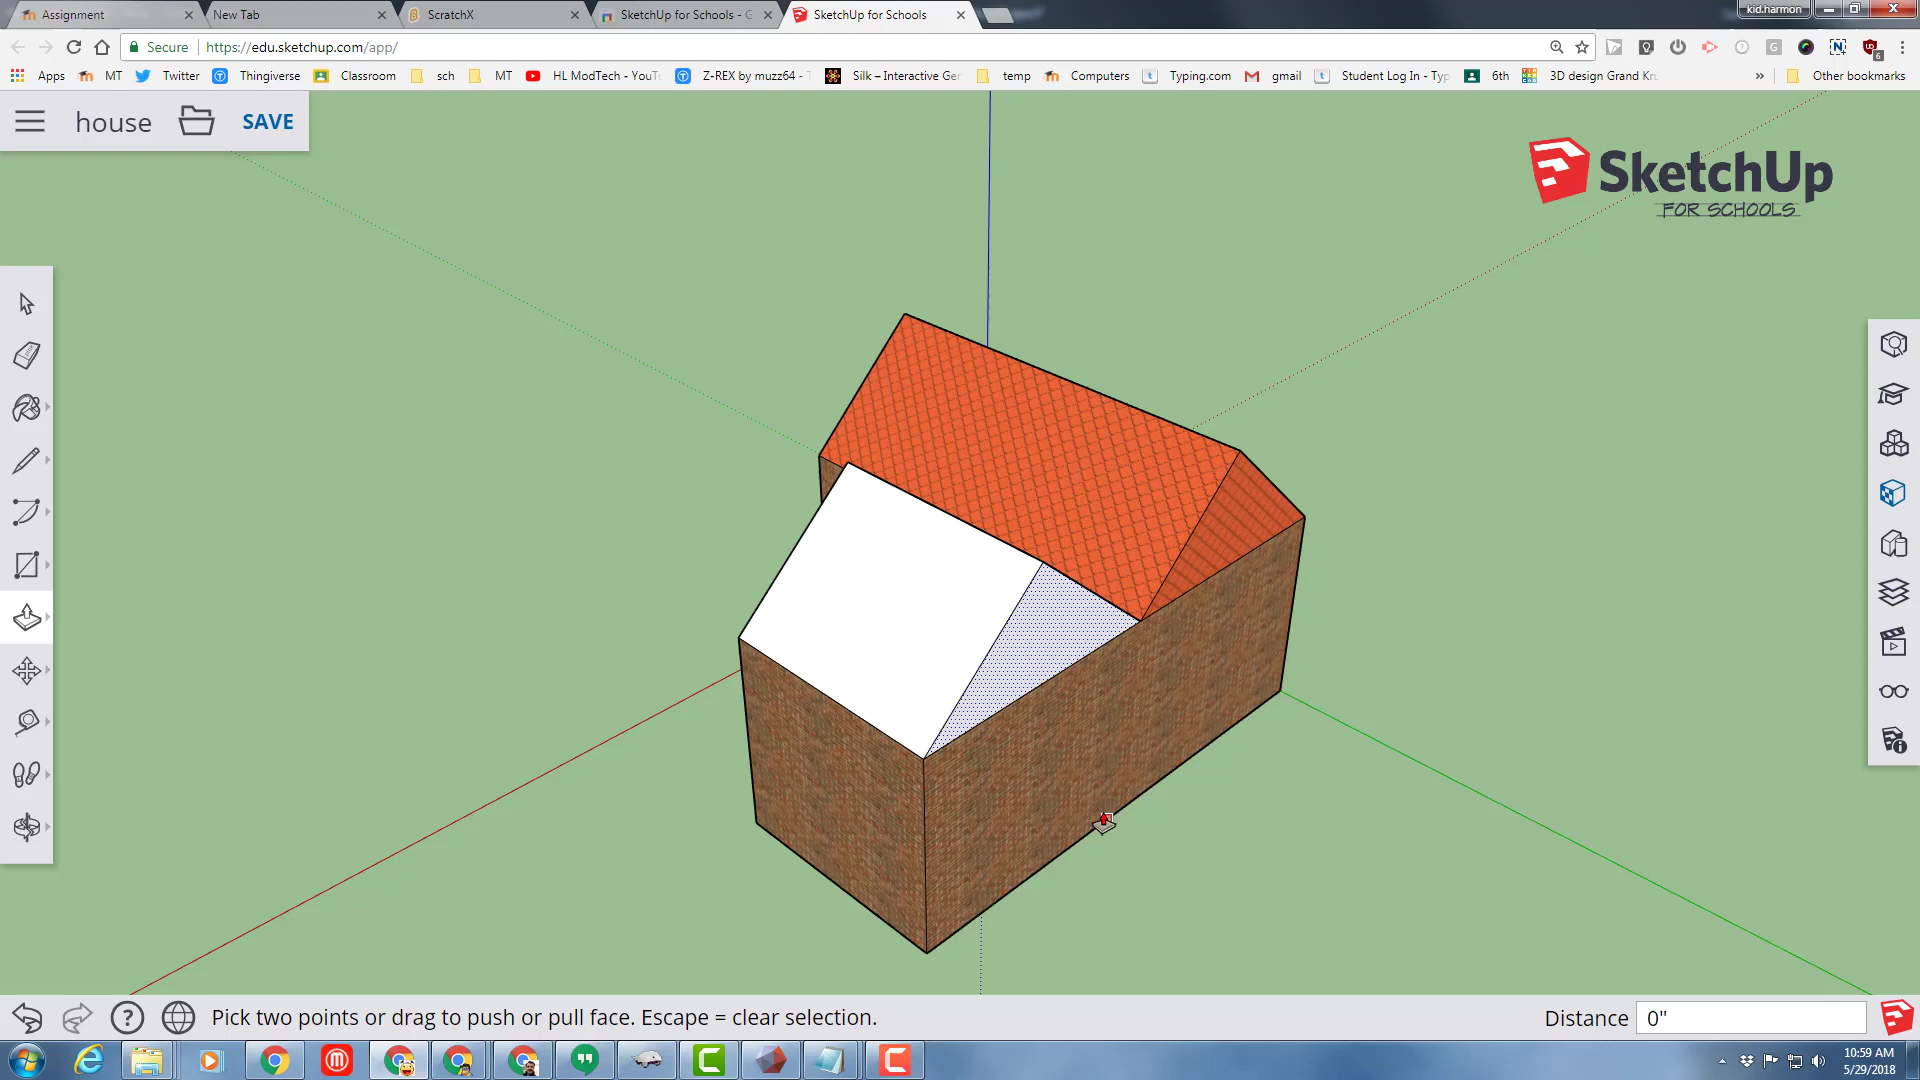 Assignment
New Tab
ScratchX
SketchUp for Schools - G
SketchUp for Schools
kid.harmon
Secure
https://edu.sketchup.com/app/
Apps
MT
Twitter
Thingiverse
Classroom
sch
MT
HL ModTech - YouTu
Z-REX by muzz64 -
Silk – Interactive Ger
temp
Computers
Typing.com
gmail
Student Log In - Typ
6th
3D design Grand Kru
»
Other bookmarks
house
SAVE
SketchUp
FOR SCHOOLS
Pick two points or drag to push or pull face. Escape = clear selection.
Distance
0"
10:59 AM
5/29/2018